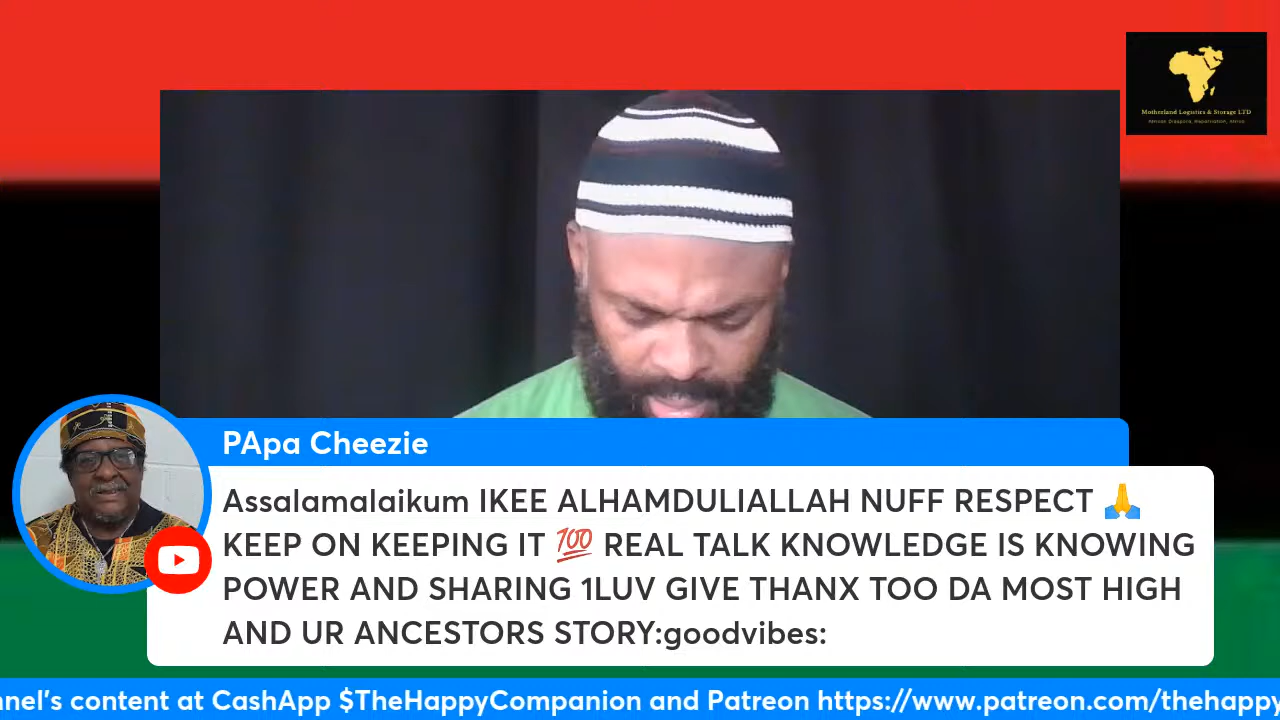 Motherland Logistics & Storage LTD
PApa Cheezie
Assalamalaikum IKEE ALHAMDULIALLAH NUFF RESPECT 🙏
KEEP ON KEEPING IT 💯 REAL TALK KNOWLEDGE IS KNOWING
POWER AND SHARING 1LUV GIVE THANX TOO DA MOST HIGH
AND UR ANCESTORS STORY:goodvibes:
nnel's content at CashApp $TheHappyCompanion and Patreon https://www.patreon.com/thehappy